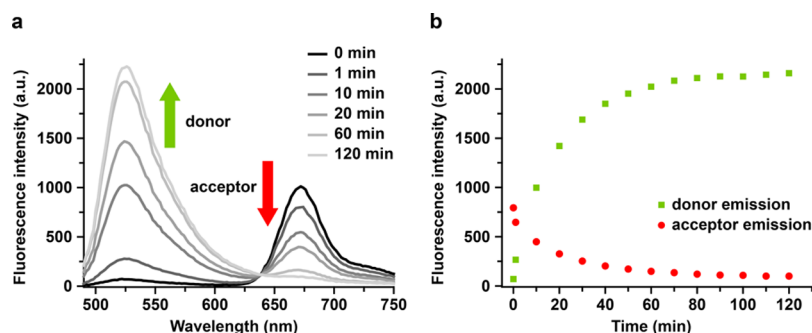 a
Fluorescence intensity (a.u.)
2000
1500
1000
500
0
donor
acceptor
0 min
1 min
10 min
20 min
60 min
120 min
500 550 600 650 700 750
Wavelength (nm)
b
Fluorescence intensity (a.u.)
2000
1500
1000
500
0
donor emission
acceptor emission
0 20 40 60 80 100 120
Time (min)